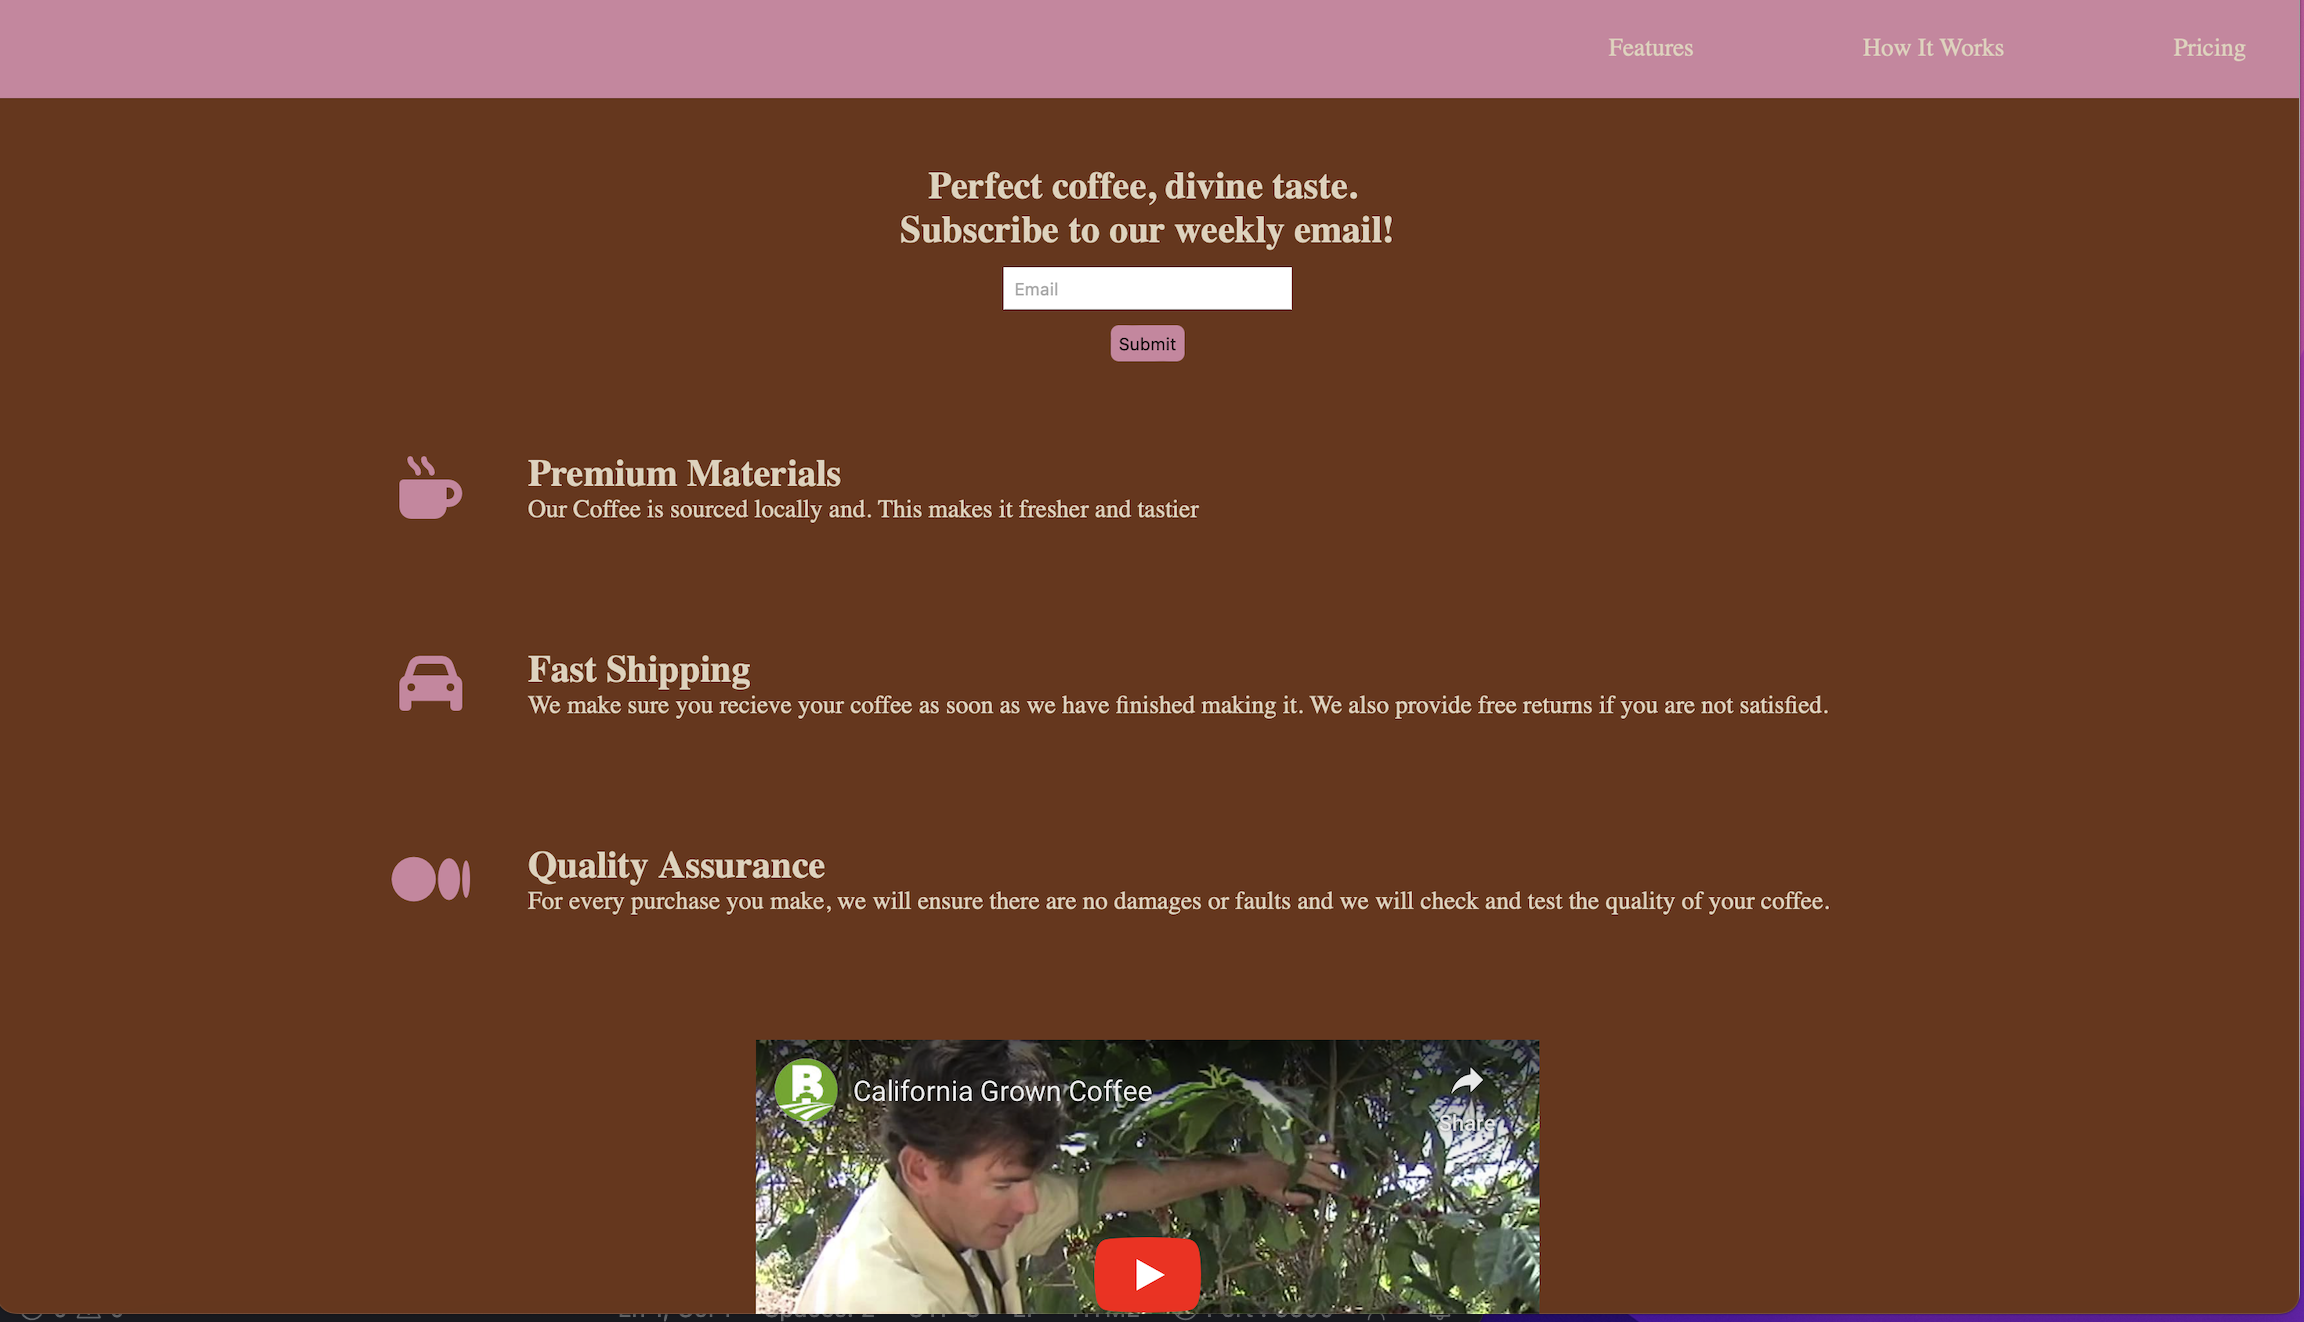 Features
How It Works
Pricing
Perfect coffee, divine taste.
Subscribe to our weekly email!
Email
Submit
Premium Materials
Our Coffee is sourced locally and. This makes it fresher and tastier
Fast Shipping
We make sure you recieve your coffee as soon as we have finished making it. We also provide free returns if you are not satisfied.
Quality Assurance
For every purchase you make, we will ensure there are no damages or faults and we will check and test the quality of your coffee.
B
California Grown Coffee
Share